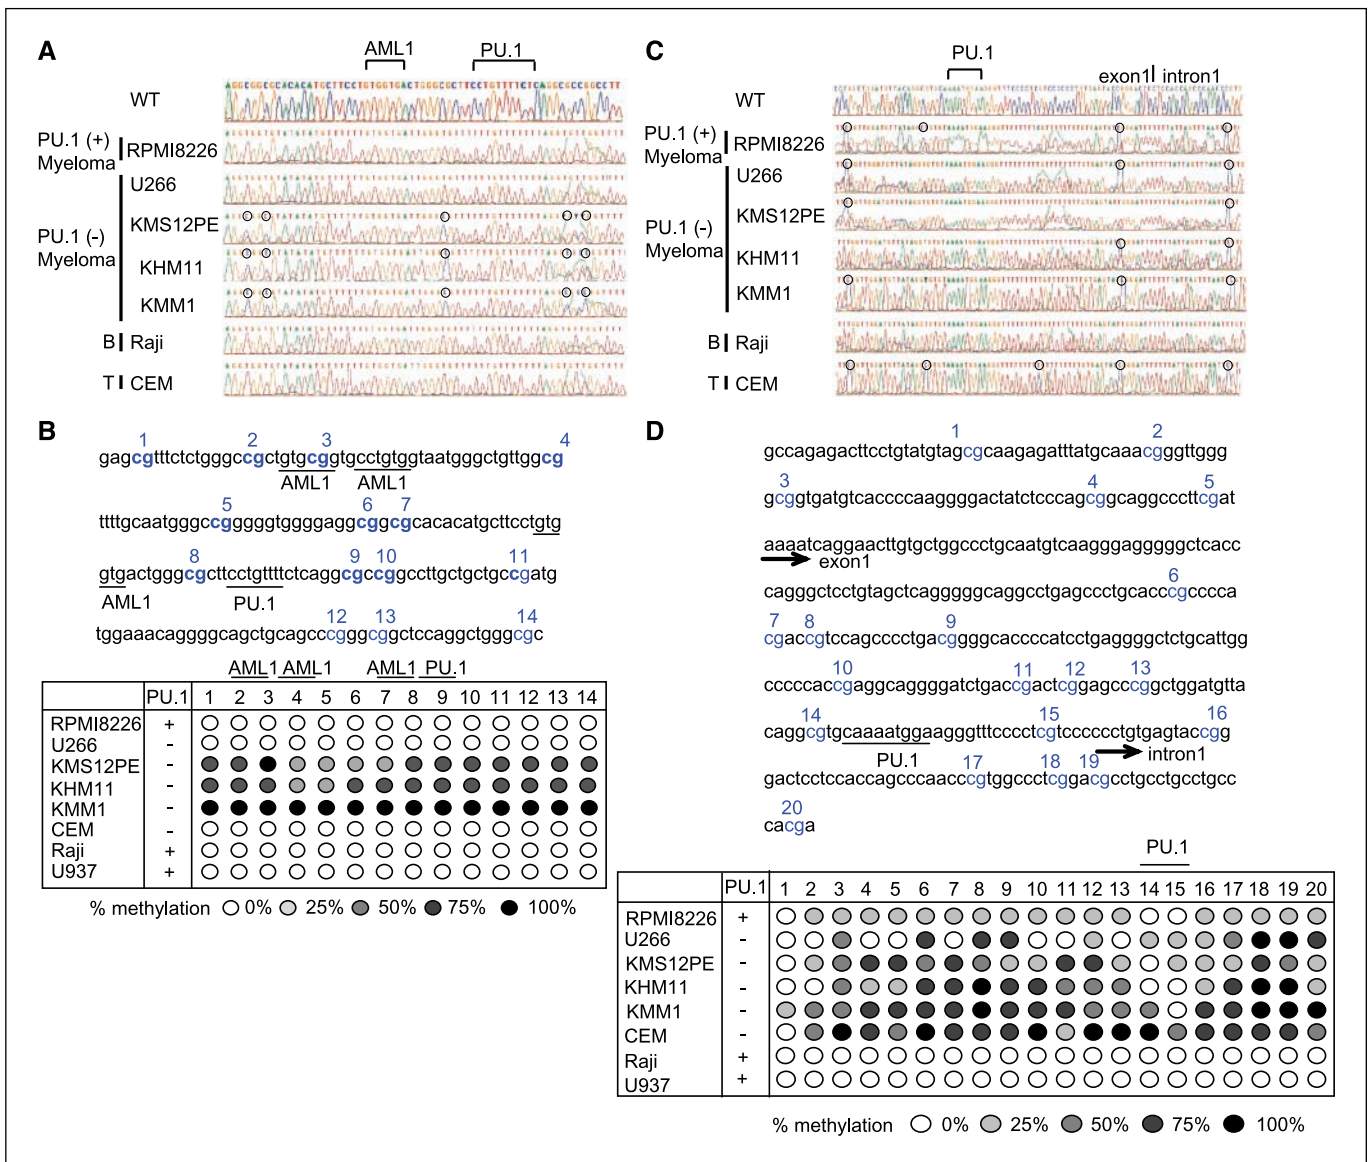 A
AML1 PU.1
WT
AGGCGGCGCACACATGCTTCCTGTGGTGACTGGGCGCTTCCTGTTTTCTCAGGCGCCGGCCTT
PU.1 (+)
Myeloma
RPMI8226
U266
KMS12PE
PU.1 (-)
Myeloma
KHM11
KMM1
B Raji
T CEM
C
PU.1
exon1 intron1
WT
PU.1 (+)
Myeloma
RPMI8226
U266
KMS12PE
PU.1 (-)
Myeloma
KHM11
KMM1
B Raji
T CEM
B
1 2 3 4
gagcgtttctctgggccgctgtgcggtgcctgtggtaatgggctgttggcg
AML1 AML1
5 6 7
ttttgcaatgggccgggggtggggaggcggcgcacacatgcttcctgtg
8 9 10 11
gtgactgggcgcttcctgttttctcaggcgccggccttgctgctgccgatg
AML1 PU.1
12 13 14
tggaaacaggggcagctgcagcccgggcggctccaggctgggcgc
AML1 AML1 AML1 PU.1
PU.1 1 2 3 4 5 6 7 8 9 10 11 12 13 14
RPMI8226 +
U266 -
KMS12PE -
KHM11 -
KMM1 -
CEM -
Raji +
U937 +
% methylation 0% 25% 50% 75% 100%
D
1 2
gccagagacttcctgtatgtagcgcaagagatttatgcaaacgggttggg
3 4 5
gcggtgatgtcaccccaaggggactatctcccagcggcaggcccttcgat
aaaatcaggaacttgtgctggccctgcaatgtcaagggagggggctcacc
exon1
6
cagggctcctgtagctcagggggcaggcctgagccctgcacccgcccca
7 8 9
cgaccgtccagcccctgacggggcaccccatcctgaggggctctgcattgg
10 11 12 13
cccccaccgaggcaggggatctgaccgactcggagcccggctggatgtta
14 15 16
caggcgtgcaaaatggaagggtttcccctcgtcccccctgtgagtaccgg
PU.1 intron1
17 18 19
gactcctccaccagcccaacccgtggccctcggacgcctgcctgcctgcc
20
cacga
PU.1
PU.1 1 2 3 4 5 6 7 8 9 10 11 12 13 14 15 16 17 18 19 20
RPMI8226 +
U266 -
KMS12PE -
KHM11 -
KMM1 -
CEM -
Raji +
U937 +
% methylation 0% 25% 50% 75% 100%